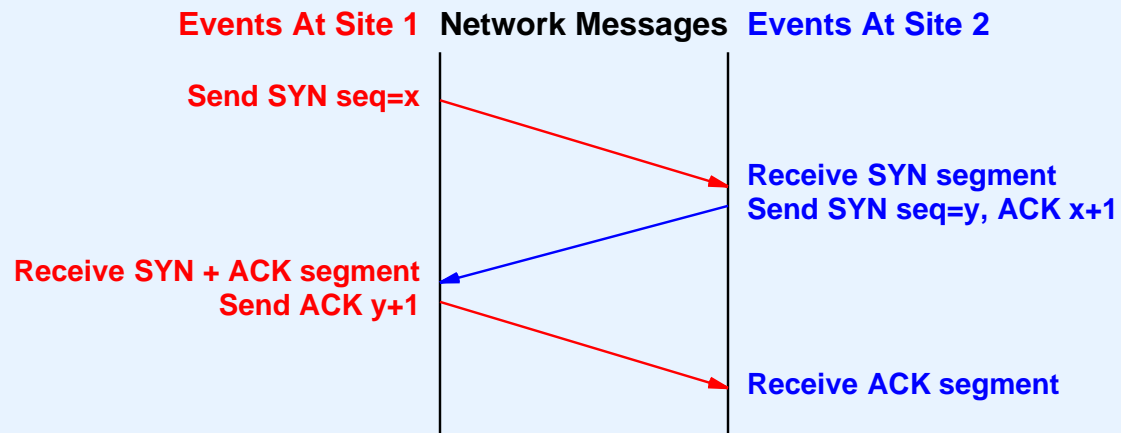 Events At Site 1 Network Messages Events At Site 2
Send SYN seq=x
Receive SYN segment
Send SYN seq=y, ACK x+1
Receive SYN + ACK segment
Send ACK y+1
Receive ACK segment